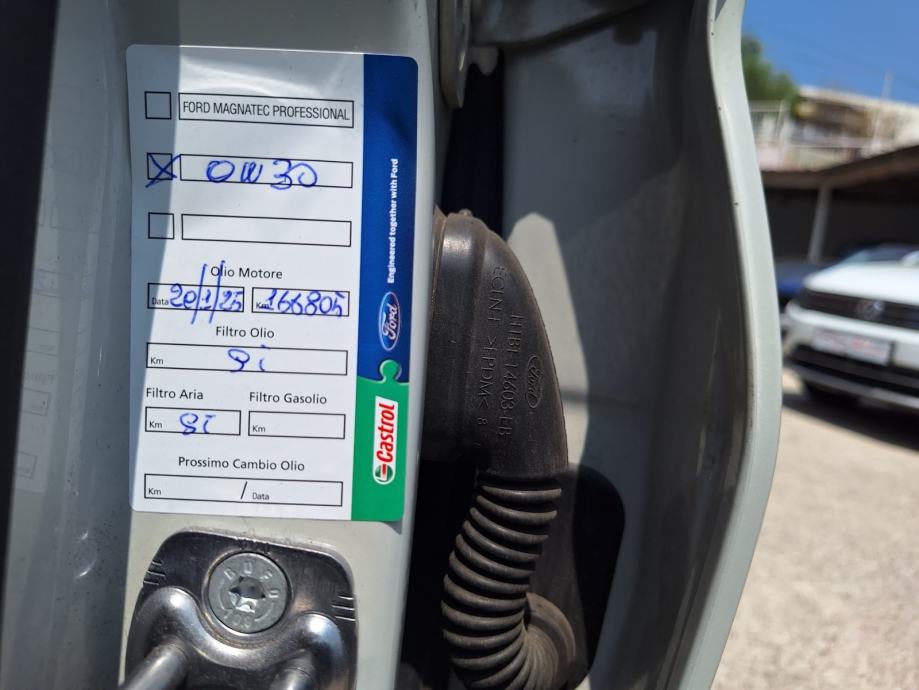 FORD MAGNATEC PROFESSIONAL
X 0W30
Olio Motore
Data 20/1/25 Km 166805
Filtro Olio
Km Si
Filtro Aria Filtro Gasolio
Km Si Km
Prossimo Cambio Olio
Km / Data
Engineered together with Ford
Ford
Castrol
Ford